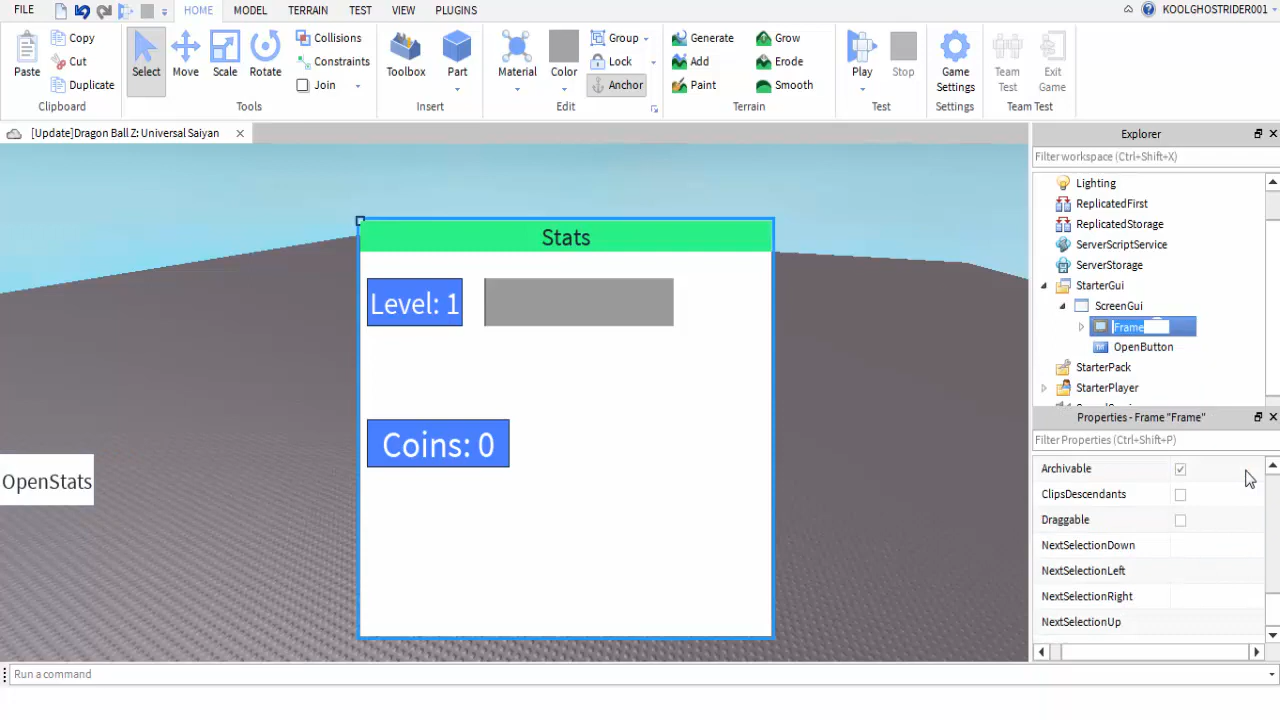 FILE HOME MODEL TERRAIN TEST VIEW PLUGINS KOOLGHOSTRIDER001
Paste Copy Cut Duplicate
Clipboard
Select Move Scale Rotate Collisions Constraints Join
Tools
Toolbox Part
Insert
Material Color Group Lock Anchor
Edit
Generate Add Paint Grow Erode Smooth
Terrain
Play Stop
Test
Game Settings
Settings
Team Test Exit Game
Team Test
[Update]Dragon Ball Z: Universal Saiyan
Stats
Level: 1
Coins: 0
OpenStats
Explorer
Filter workspace (Ctrl+Shift+X)
Lighting
ReplicatedFirst
ReplicatedStorage
ServerScriptService
ServerStorage
StarterGui
ScreenGui
Frame
OpenButton
StarterPack
StarterPlayer
Properties - Frame "Frame"
Filter Properties (Ctrl+Shift+P)
Archivable
ClipsDescendants
Draggable
NextSelectionDown
NextSelectionLeft
NextSelectionRight
NextSelectionUp
Run a command